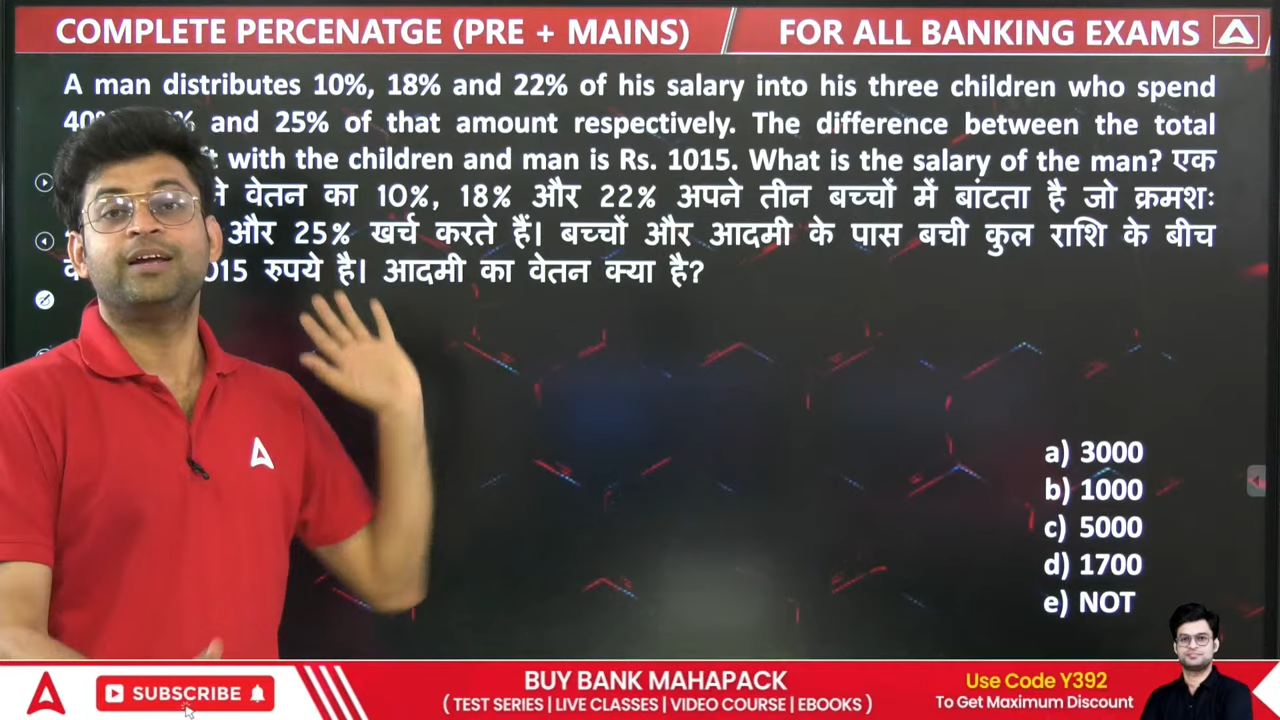 COMPLETE PERCENATGE (PRE + MAINS)
FOR ALL BANKING EXAMS
A man distributes 10%, 18% and 22% of his salary into his three children who spend
and 25% of that amount respectively. The difference between the total
with the children and man is Rs. 1015. What is the salary of the man? एक
वेतन का 10%, 18% और 22% अपने तीन बच्चों में बांटता है जो क्रमशः
और 25% खर्च करते हैं। बच्चों और आदमी के पास बची कुल राशि के बीच
रुपये है। आदमी का वेतन क्या है?
a) 3000
b) 1000
c) 5000
d) 1700
e) NOT
SUBSCRIBE
BUY BANK MAHAPACK
( TEST SERIES | LIVE CLASSES | VIDEO COURSE | EBOOKS )
Use Code Y392
To Get Maximum Discount